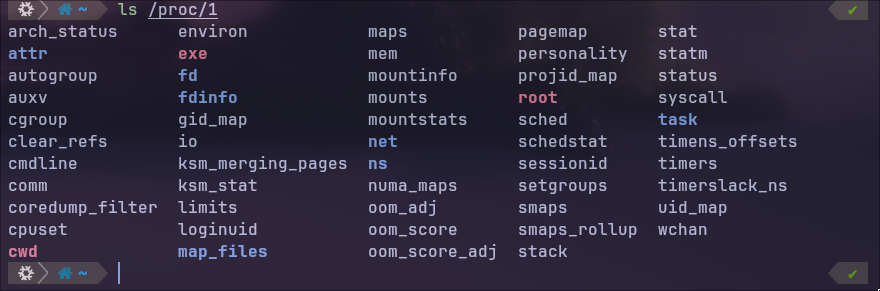 ~ ls /proc/1
arch_status environ maps pagemap stat
attr exe mem personality statm
autogroup fd mountinfo projid_map status
auxv fdinfo mounts root syscall
cgroup gid_map mountstats sched task
clear_refs io net schedstat timens_offsets
cmdline ksm_merging_pages ns sessionid timers
comm ksm_stat numa_maps setgroups timerslack_ns
coredump_filter limits oom_adj smaps uid_map
cpuset loginuid oom_score smaps_rollup wchan
cwd map_files oom_score_adj stack
~